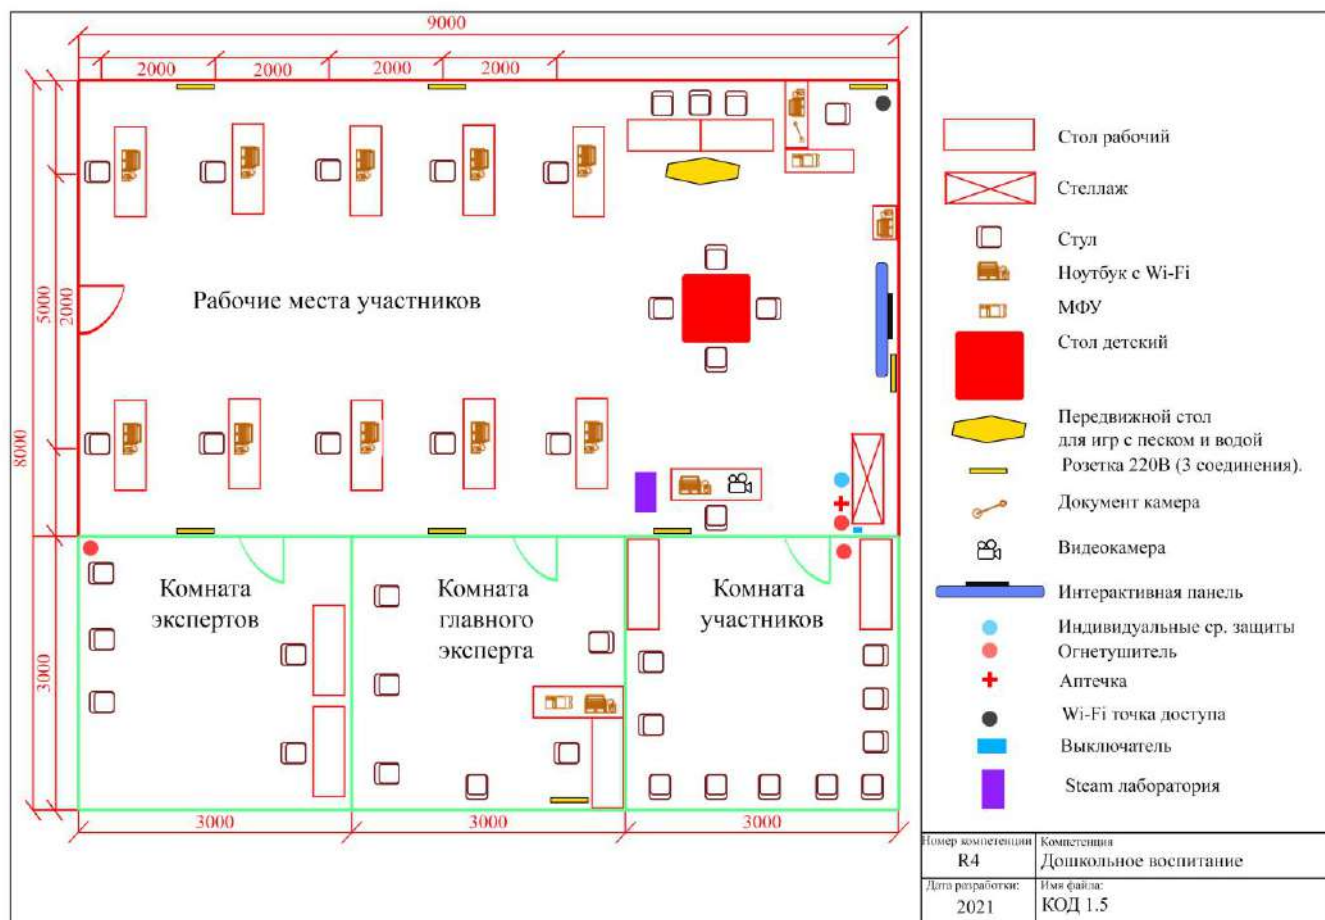 9000
2000
2000
2000
2000
5000
2000
8000
3000
Рабочие места участников
Комната
экспертов
Комната
главного
эксперта
Комната
участников
3000
3000
3000
Стол рабочий
Стеллаж
Стул
Ноутбук с Wi-Fi
МФУ
Стол детский
Передвижной стол
для игр с песком и водой
Розетка 220В (3 соединения).
Документ камера
Видеокамера
Интерактивная панель
Индивидуальные ср. защиты
Огнетушитель
Аптечка
Wi-Fi точка доступа
Выключатель
Steam лаборатория
Номер компетенции
R4
Компетенция
Дошкольное воспитание
Дата разработки:
2021
Имя файла:
КОД 1.5